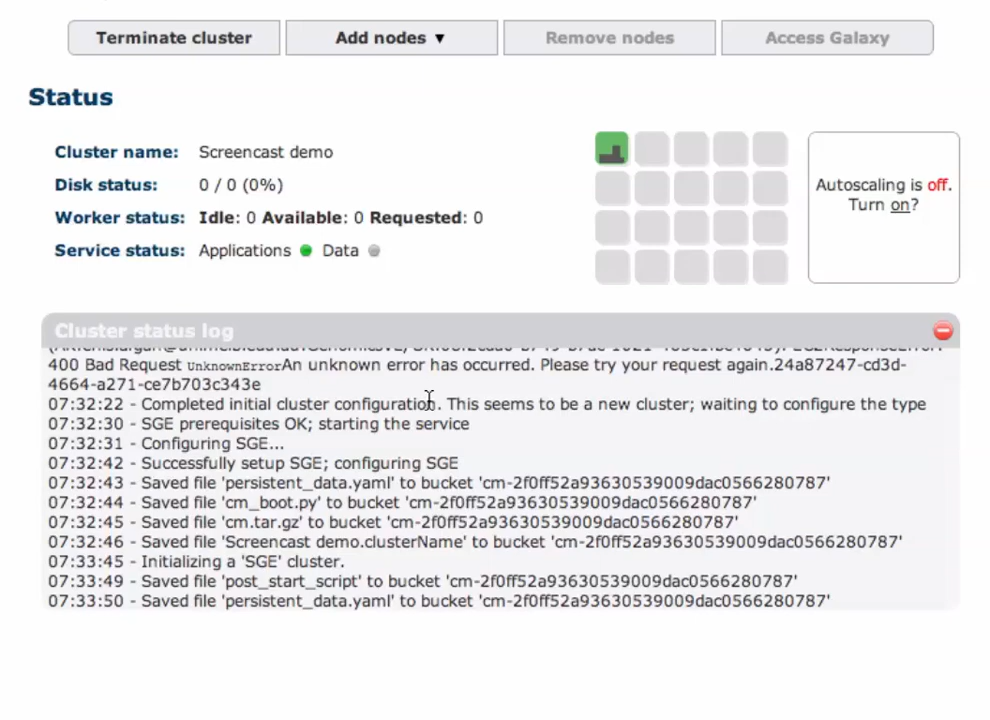 Terminate cluster Add nodes ▼ Remove nodes Access Galaxy
Status
Cluster name: Screencast demo
Disk status: 0 / 0 (0%)
Worker status: Idle: 0 Available: 0 Requested: 0
Service status: Applications Data
Autoscaling is off.
Turn on?
Cluster status log
400 Bad Request UnknownErrorAn unknown error has occurred. Please try your request again.24a87247-cd3d-
4664-a271-ce7b703c343e
07:32:22 - Completed initial cluster configuration. This seems to be a new cluster; waiting to configure the type
07:32:30 - SGE prerequisites OK; starting the service
07:32:31 - Configuring SGE...
07:32:42 - Successfully setup SGE; configuring SGE
07:32:43 - Saved file 'persistent_data.yaml' to bucket 'cm-2f0ff52a93630539009dac0566280787'
07:32:44 - Saved file 'cm_boot.py' to bucket 'cm-2f0ff52a93630539009dac0566280787'
07:32:45 - Saved file 'cm.tar.gz' to bucket 'cm-2f0ff52a93630539009dac0566280787'
07:32:46 - Saved file 'Screencast demo.clusterName' to bucket 'cm-2f0ff52a93630539009dac0566280787'
07:33:45 - Initializing a 'SGE' cluster.
07:33:49 - Saved file 'post_start_script' to bucket 'cm-2f0ff52a93630539009dac0566280787'
07:33:50 - Saved file 'persistent_data.yaml' to bucket 'cm-2f0ff52a93630539009dac0566280787'